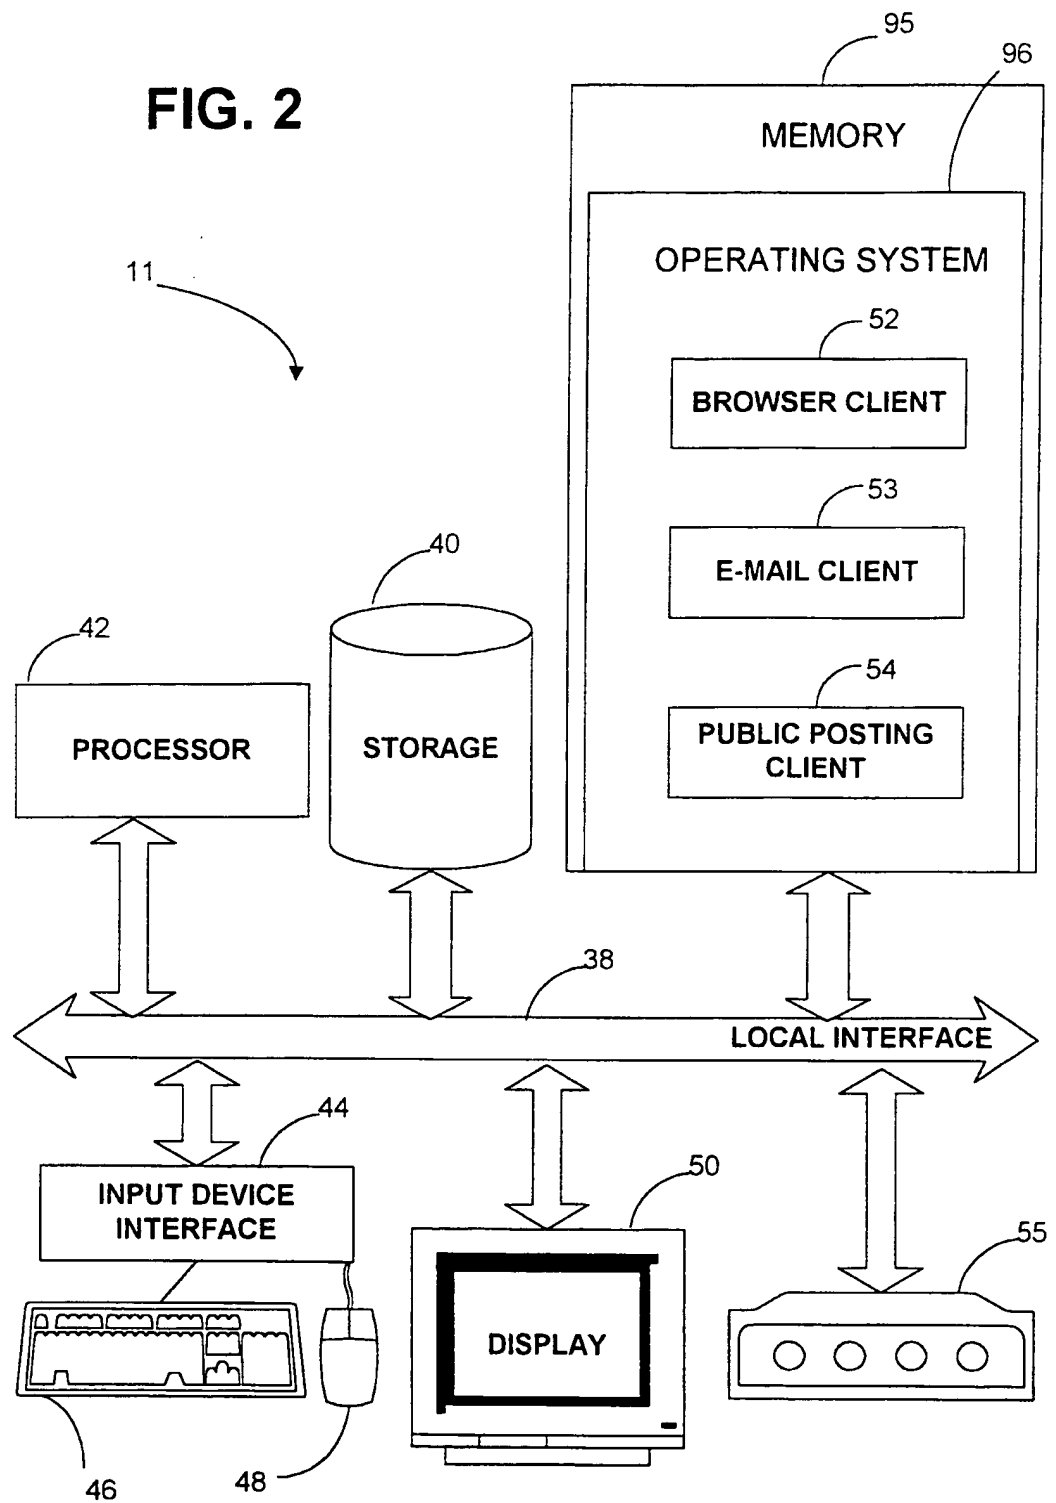 95
96
FIG. 2
MEMORY
11
OPERATING SYSTEM
52
BROWSER CLIENT
53
E-MAIL CLIENT
40
42
54
PROCESSOR
STORAGE
PUBLIC POSTING
CLIENT
38
LOCAL INTERFACE
44
50
INPUT DEVICE
INTERFACE
55
DISPLAY
46
48